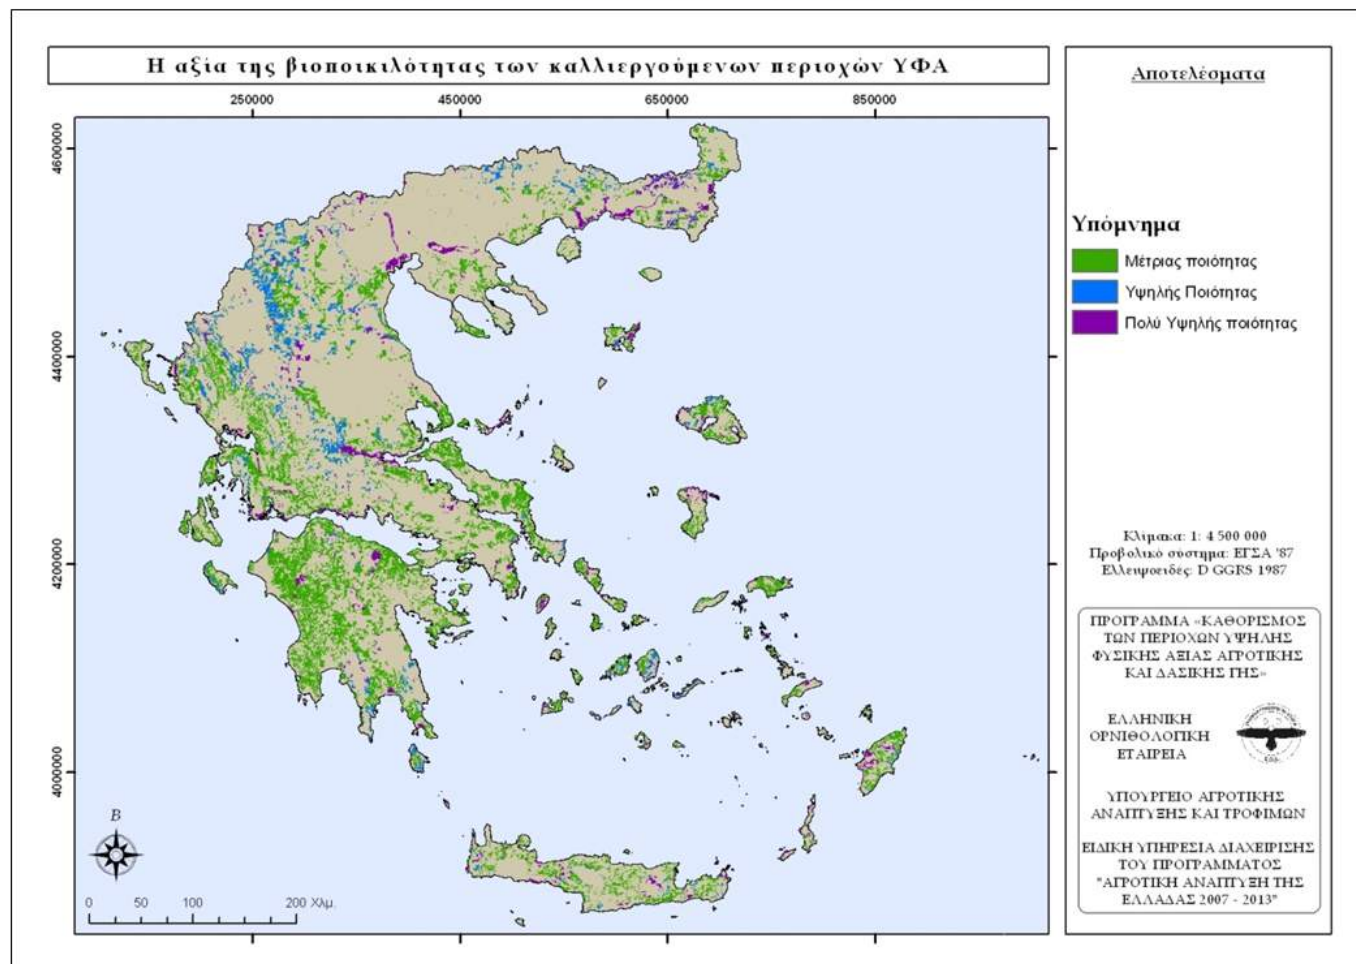 Η αξία της βιοποικιλότητας των καλλιεργούμενων περιοχών ΥΦΑ
250000 450000 650000 850000
4600000
4400000
4200000
4000000
Β
0 50 100 200 Χλμ.
Αποτελέσματα
Υπόμνημα
Μέτριας ποιότητας
Υψηλής Ποιότητας
Πολύ Υψηλής ποιότητας
Κλίμακα: 1: 4 500 000
Προβολικό σύστημα: ΕΓΣΑ '87
Ελλειψοειδές: D GGRS 1987
ΠΡΟΓΡΑΜΜΑ «ΚΑΘΟΡΙΣΜΟΣ
ΤΩΝ ΠΕΡΙΟΧΩΝ ΥΨΗΛΗΣ
ΦΥΣΙΚΗΣ ΑΞΙΑΣ ΑΓΡΟΤΙΚΗΣ
ΚΑΙ ΔΑΣΙΚΗΣ ΓΗΣ»
ΕΛΛΗΝΙΚΗ
ΟΡΝΙΘΟΛΟΓΙΚΗ
ΕΤΑΙΡΕΙΑ
ΥΠΟΥΡΓΕΙΟ ΑΓΡΟΤΙΚΗΣ
ΑΝΑΠΤΥΞΗΣ ΚΑΙ ΤΡΟΦΙΜΩΝ
ΕΙΔΙΚΗ ΥΠΗΡΕΣΙΑ ΔΙΑΧΕΙΡΙΣΗΣ
ΤΟΥ ΠΡΟΓΡΑΜΜΑΤΟΣ
"ΑΓΡΟΤΙΚΗ ΑΝΑΠΤΥΞΗ ΤΗΣ
ΕΛΛΑΔΑΣ 2007 - 2013"